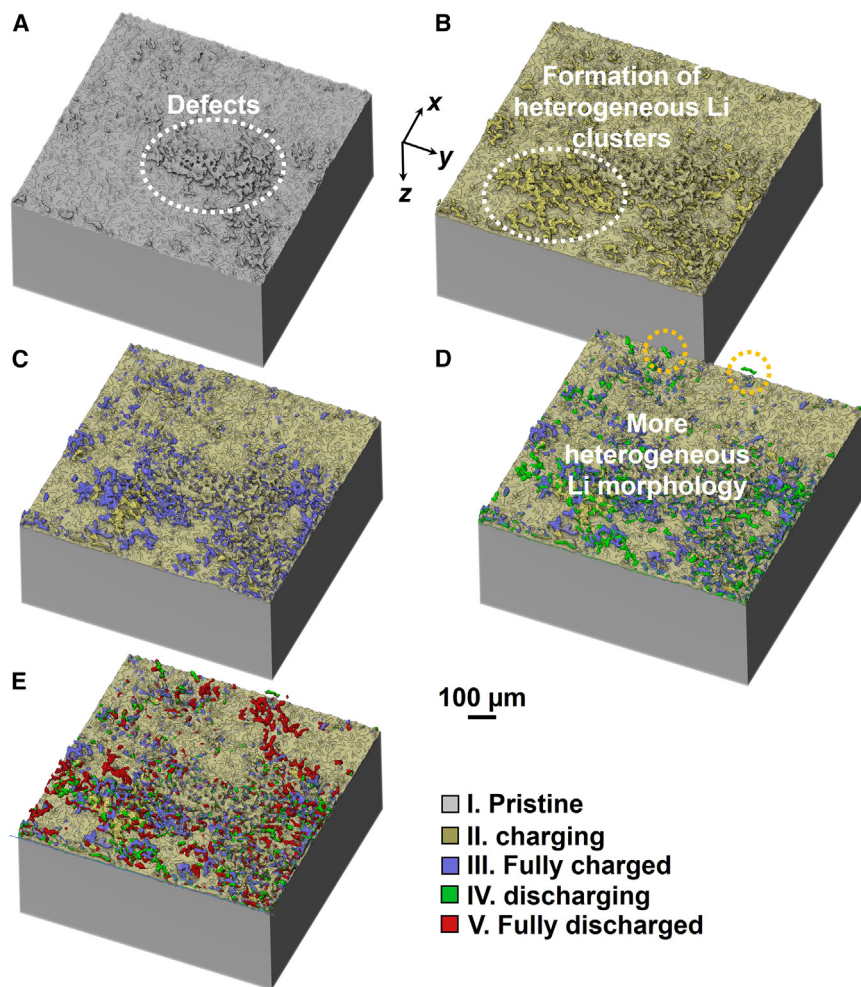 A
Defects
B
Formation of
heterogeneous Li
clusters
x
y
z
C
D
More
heterogeneous
Li morphology
E
100 μm
I. Pristine
II. charging
III. Fully charged
IV. discharging
V. Fully discharged